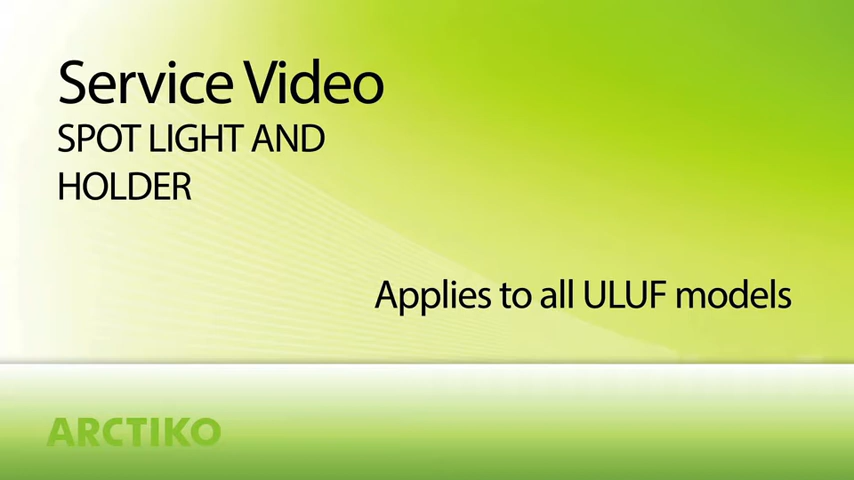 Service Video
SPOT LIGHT AND
HOLDER
Applies to all ULUF models
ARCTIKO